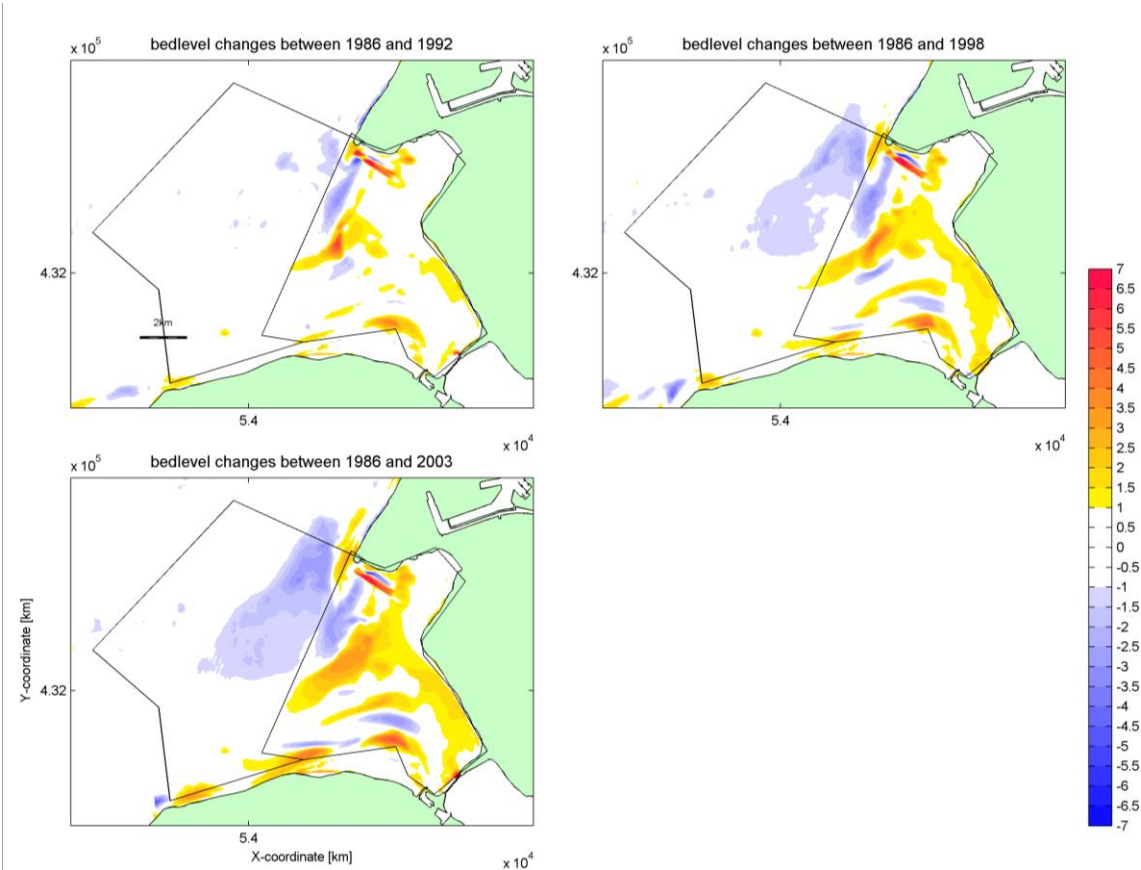 bedlevel changes between 1986 and 1992
x 10^5
4.32
2km
5.4
x 10^4
bedlevel changes between 1986 and 1998
x 10^5
4.32
5.4
x 10^4
bedlevel changes between 1986 and 2003
x 10^5
Y-coordinate [km]
4.32
5.4
X-coordinate [km]
x 10^4
7
6.5
6
5.5
5
4.5
4
3.5
3
2.5
2
1.5
1
0.5
0
-0.5
-1
-1.5
-2
-2.5
-3
-3.5
-4
-4.5
-5
-5.5
-6
-6.5
-7